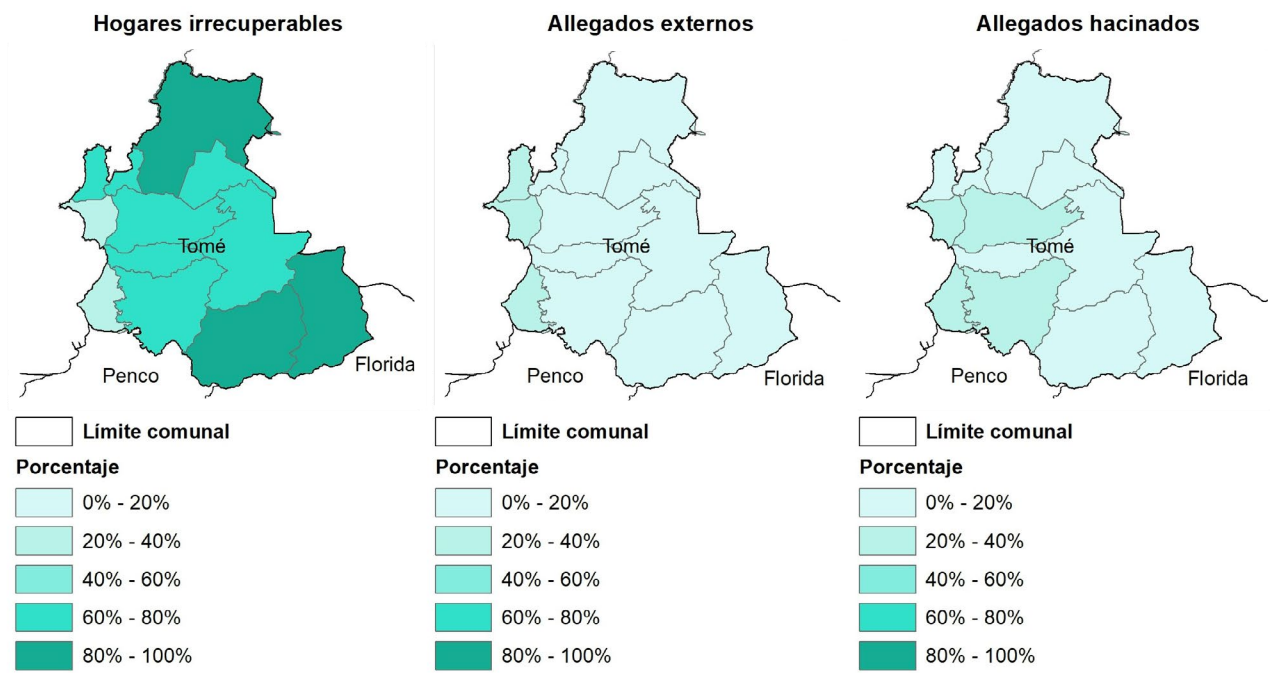 Hogares irrecuperables
Tomé
Penco
Florida
Límite comunal
Porcentaje
0% - 20%
20% - 40%
40% - 60%
60% - 80%
80% - 100%
Allegados externos
Tomé
Penco
Florida
Límite comunal
Porcentaje
0% - 20%
20% - 40%
40% - 60%
60% - 80%
80% - 100%
Allegados hacinados
Tomé
Penco
Florida
Límite comunal
Porcentaje
0% - 20%
20% - 40%
40% - 60%
60% - 80%
80% - 100%